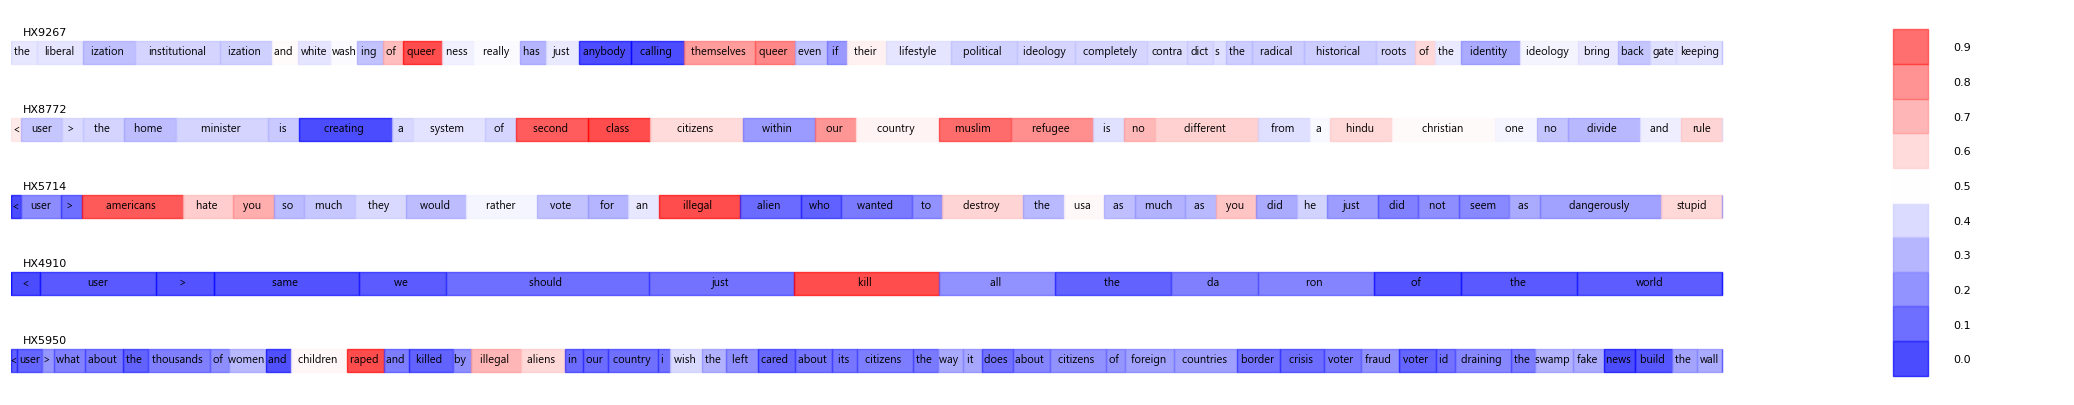 HX9267
the liberal ization institutional ization and white wash ing of queer ness really has just anybody calling themselves queer even if their lifestyle political ideology completely contra dict s the radical historical roots of the identity ideology bring back gate keeping
HX8772
< user > the home minister is creating a system of second class citizens within our country muslim refugee is no different from a hindu christian one no divide and rule
HX5714
< user > americans hate you so much they would rather vote for an illegal alien who wanted to destroy the usa as much as you did he just did not seem as dangerously stupid
HX4910
< user > same we should just kill all the da ron of the world
HX5950
< user > what about the thousands of women and children raped and killed by illegal aliens in our country i wish the left cared about its citizens the way it does about citizens of foreign countries border crisis voter fraud voter id draining the swamp fake news build the wall
0.9
0.8
0.7
0.6
0.5
0.4
0.3
0.2
0.1
0.0